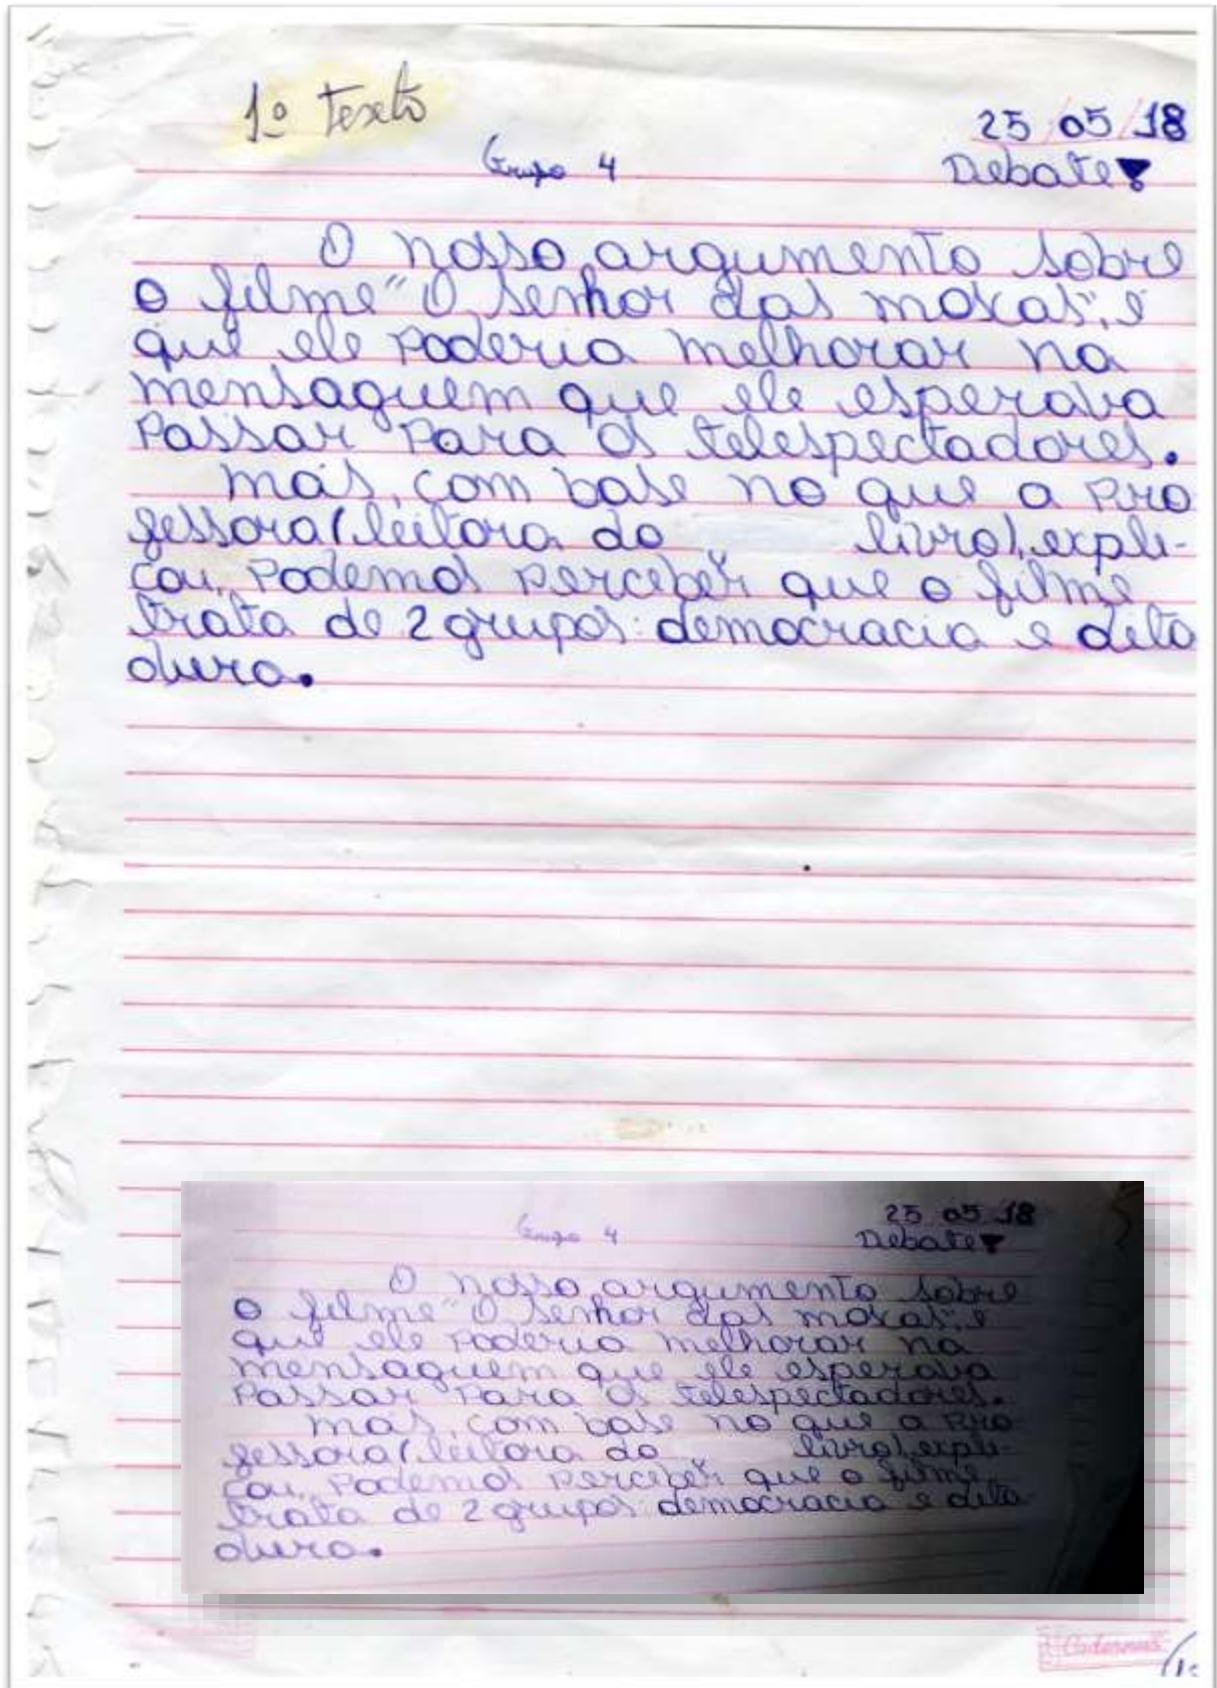 1º Texto
25/05/18
Grupo 4
Debate!
O nosso argumento sobre
o filme "O senhor das moscas", é
que ele poderia melhorar na
mensaguem que ele esperava
Passar Para os telespectadores.
mas, com base no que a Pro
fessora (leitora do livro), expli-
cou, Podemos perceber que o filme
trata de 2 grupos: democracia e dita
dura.
25 05 18
Grupo 4
Debate!
O nosso argumento sobre
o filme "O senhor das moscas", é
que ele poderia melhorar na
mensaguem que ele esperava
Passar Para os telespectadores.
mas, com base no que a Pro
fessora (leitora do livro), expli-
cou, Podemos perceber que o filme
trata de 2 grupos: democracia e dita
dura.